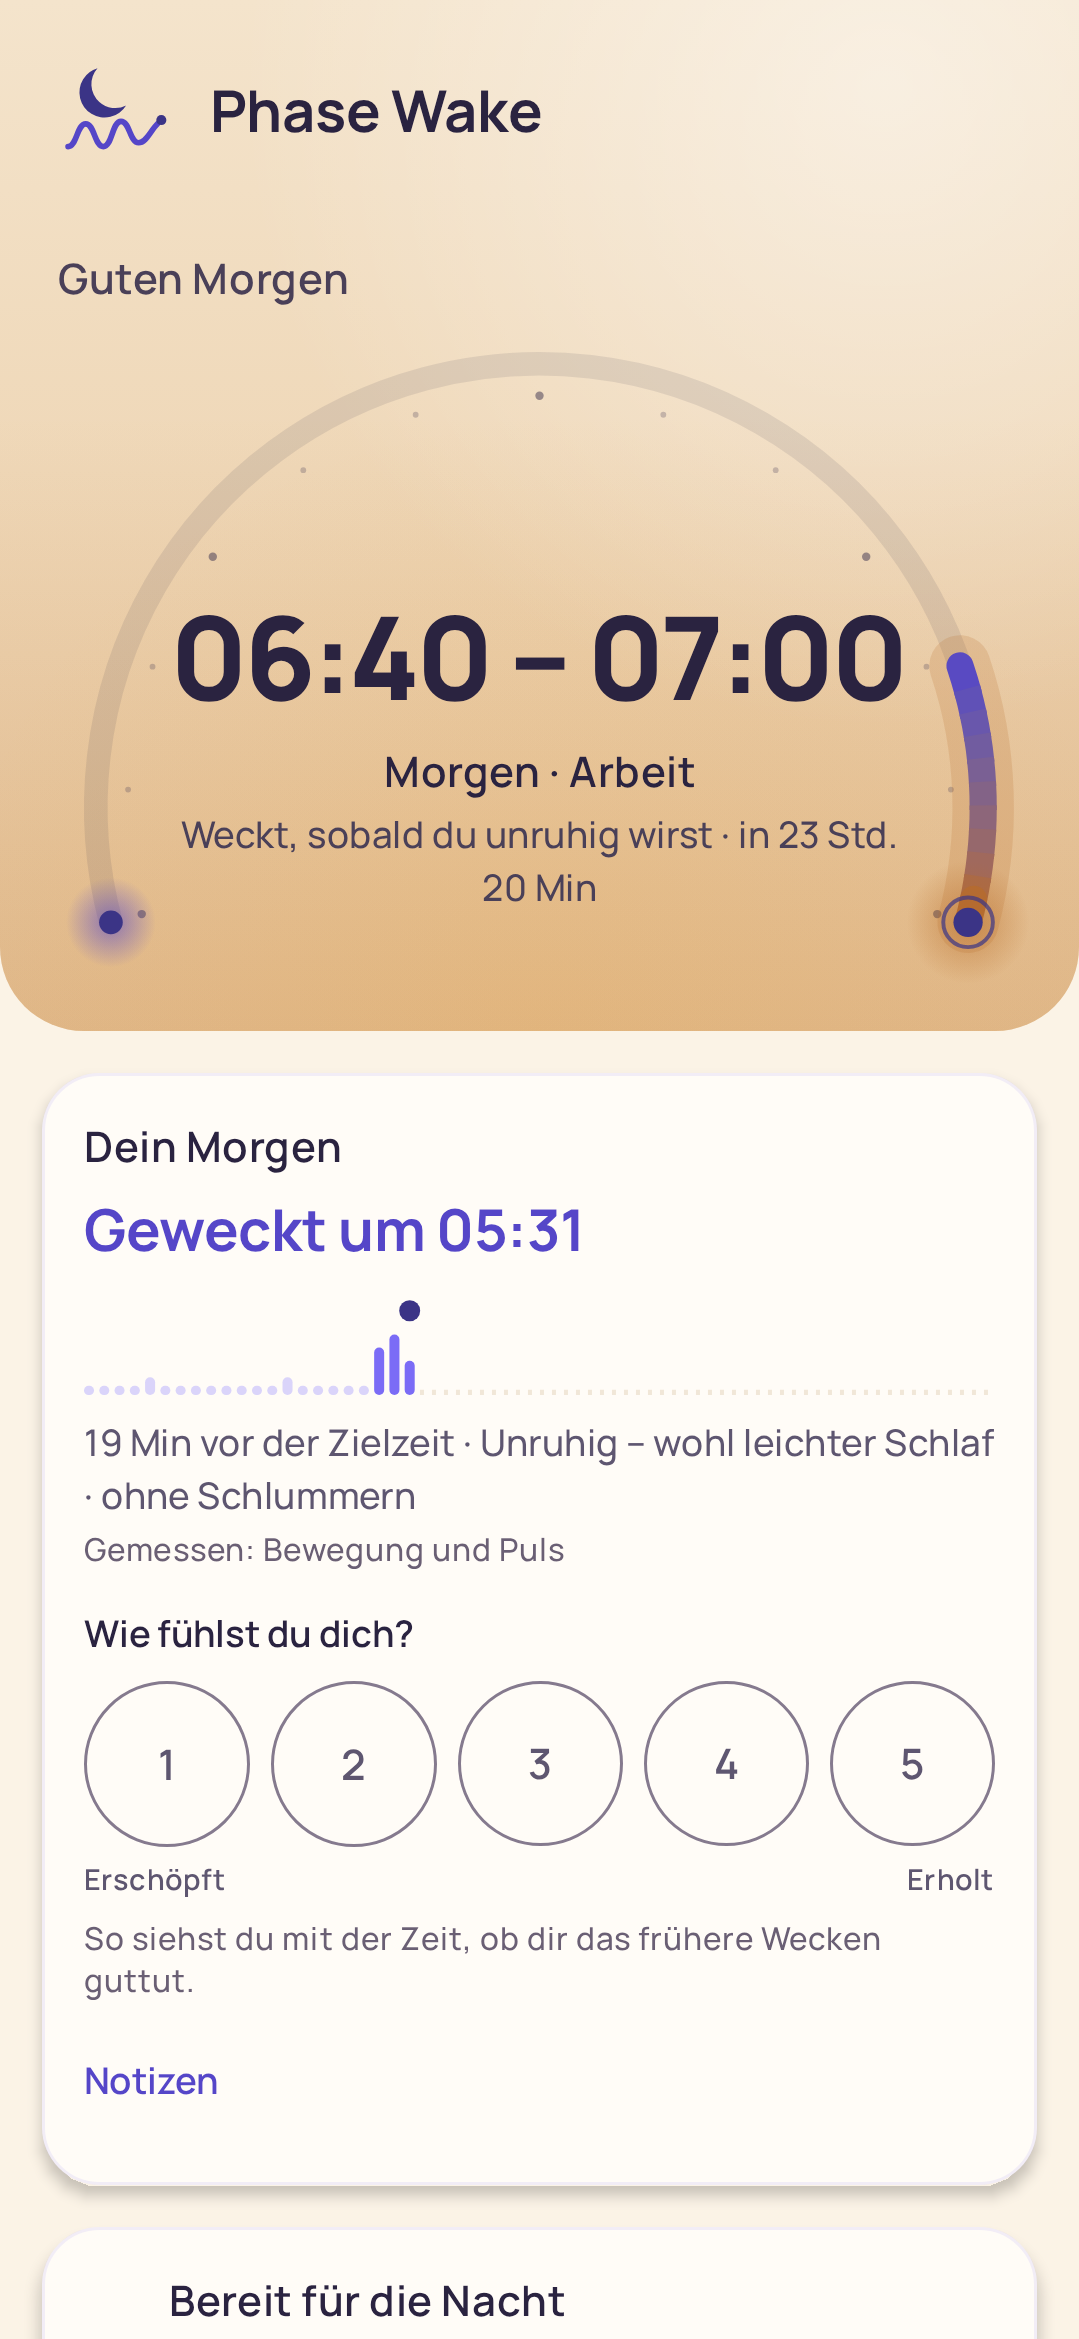 Phase Wake
Guten Morgen
06:40 – 07:00
Morgen · Arbeit
Weckt, sobald du unruhig wirst · in 23 Std.
20 Min
Dein Morgen
Geweckt um 05:31
19 Min vor der Zielzeit · Unruhig – wohl leichter Schlaf
· ohne Schlummern
Gemessen: Bewegung und Puls
Wie fühlst du dich?
1 2 3 4 5
Erschöpft Erholt
So siehst du mit der Zeit, ob dir das frühere Wecken
guttut.
Notizen
Bereit für die Nacht